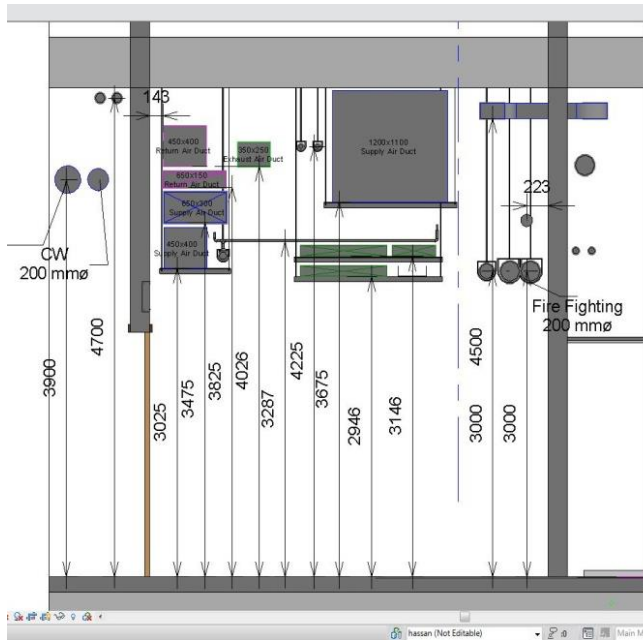 143
450x400
Return Air Duct
350x250
Exhaust Air Duct
1200x1100
Supply Air Duct
650x150
Return Air Duct
650x300
Supply Air Duct
450x400
Supply Air Duct
223
CW
200 mmø
Fire Fighting
200 mmø
3900
4700
3025
3475
3825
4026
3287
4225
3675
2946
3146
4500
3000
3000
hassan (Not Editable)
:0
Main M